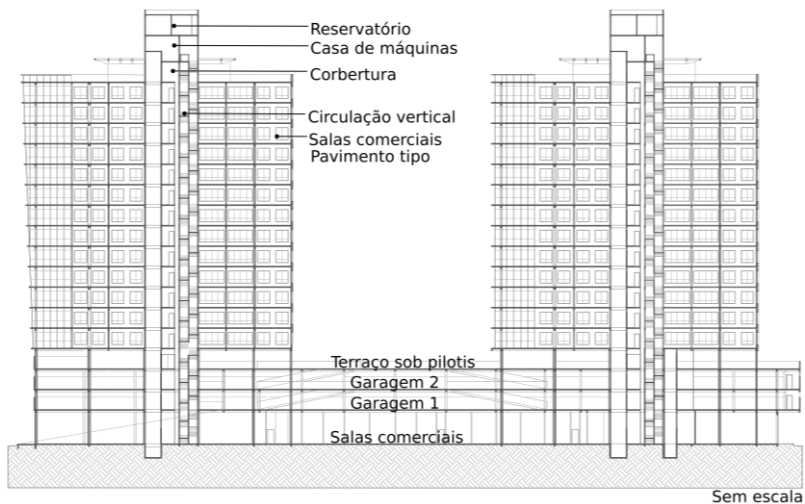 Reservatório
Casa de máquinas
Corbertura
Circulação vertical
Salas comerciais
Pavimento tipo
Terraço sob pilotis
Garagem 2
Garagem 1
Salas comerciais
Sem escala